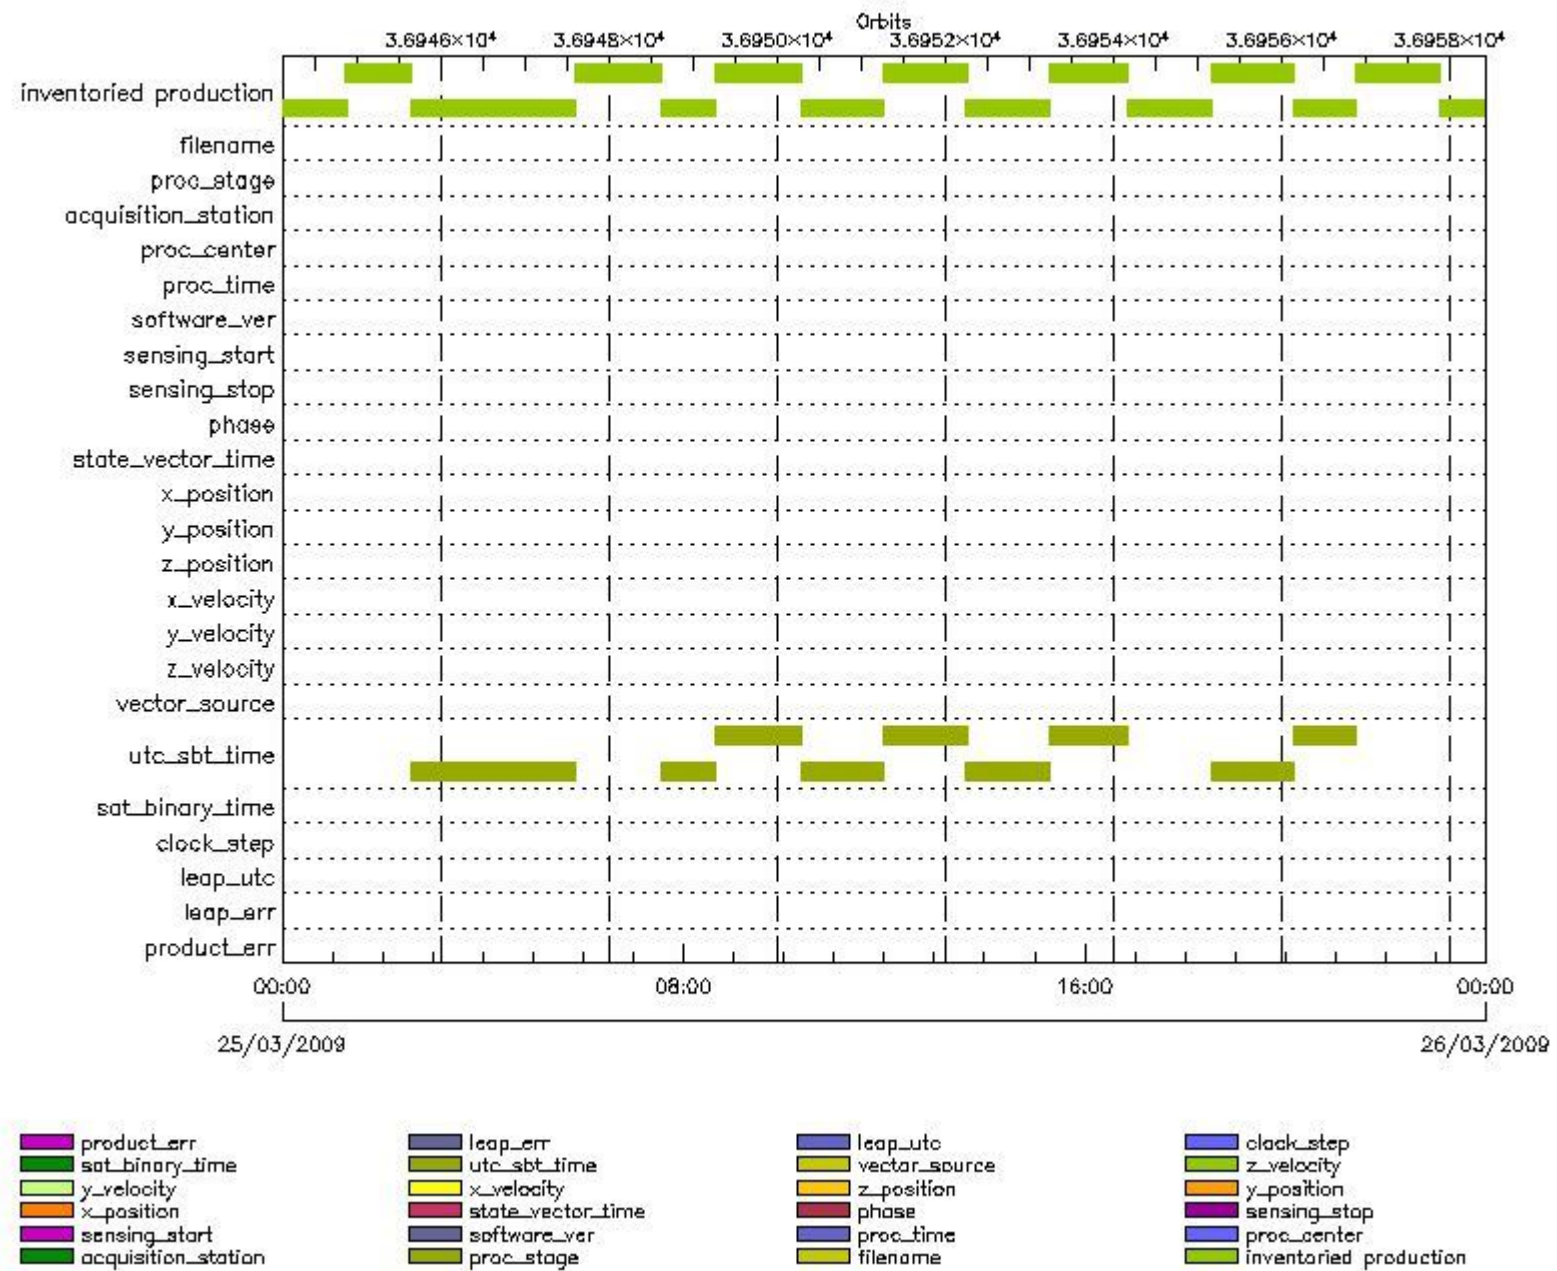 Orbits
3.6946×10⁴ 3.6948×10⁴ 3.6950×10⁴ 3.6952×10⁴ 3.6954×10⁴ 3.6956×10⁴ 3.6958×10⁴
inventoried production
filename
proc_stage
acquisition_station
proc_center
proc_time
software_ver
sensing_start
sensing_stop
phase
state_vector_time
x_position
y_position
z_position
x_velocity
y_velocity
z_velocity
vector_source
utc_sbt_time
sat_binary_time
clock_step
leap_utc
leap_err
product_err
00:00 08:00 16:00 00:00
25/03/2009 26/03/2009
product_err leap_err leap_utc clock_step
sat_binary_time utc_sbt_time vector_source z_velocity
y_velocity x_velocity z_position y_position
x_position state_vector_time phase sensing_stop
sensing_start software_ver proc_time proc_center
acquisition_station proc_stage filename inventoried production